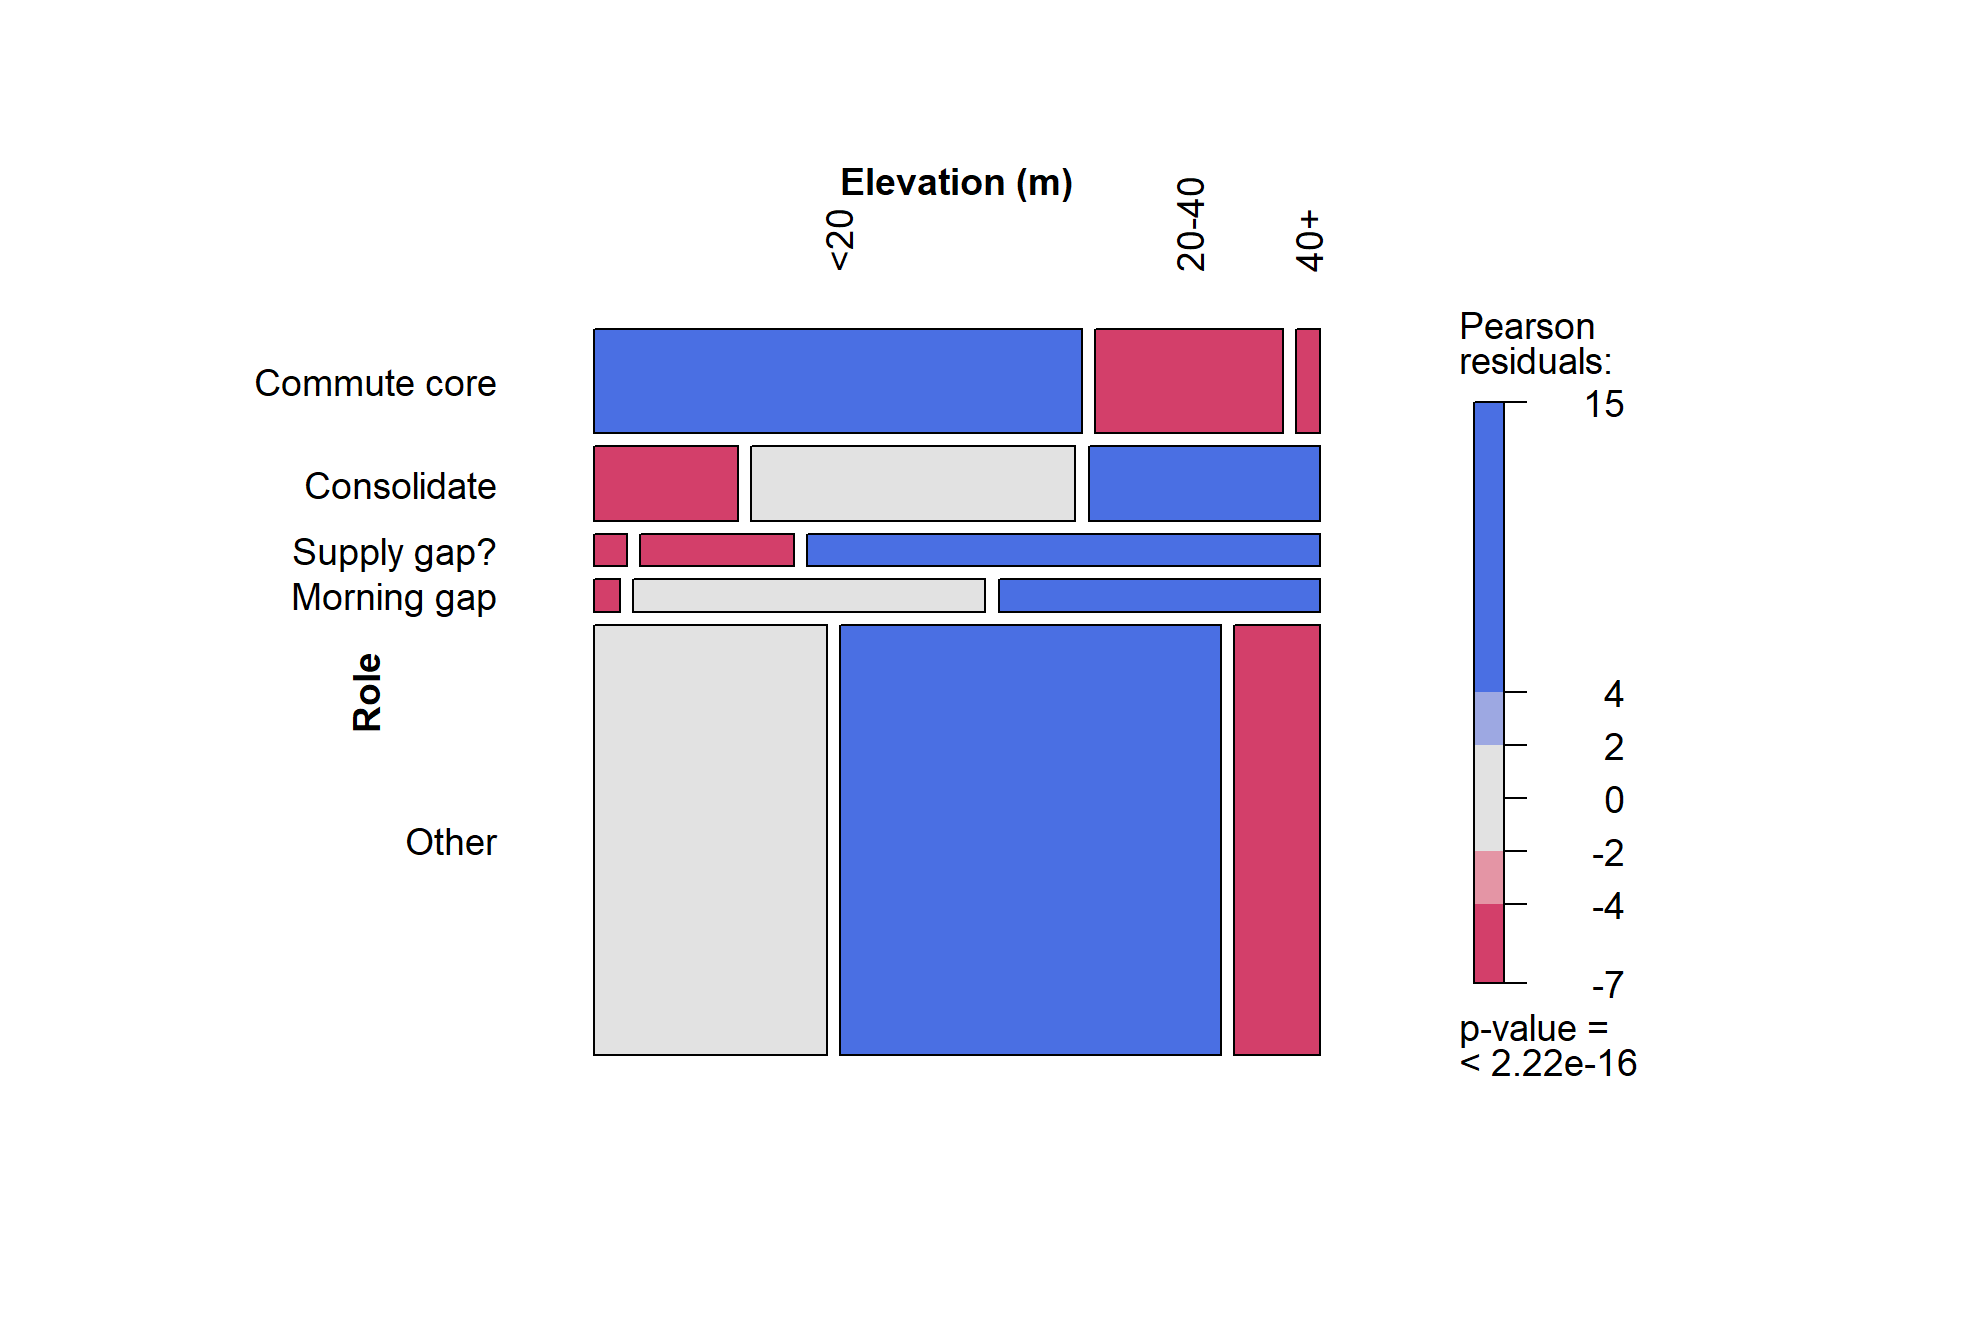 Elevation (m)
<20
20-40
40+
Commute core
Consolidate
Supply gap?
Morning gap
Other
Role
Pearson
residuals:
15
4
2
0
-2
-4
-7
p-value =
< 2.22e-16